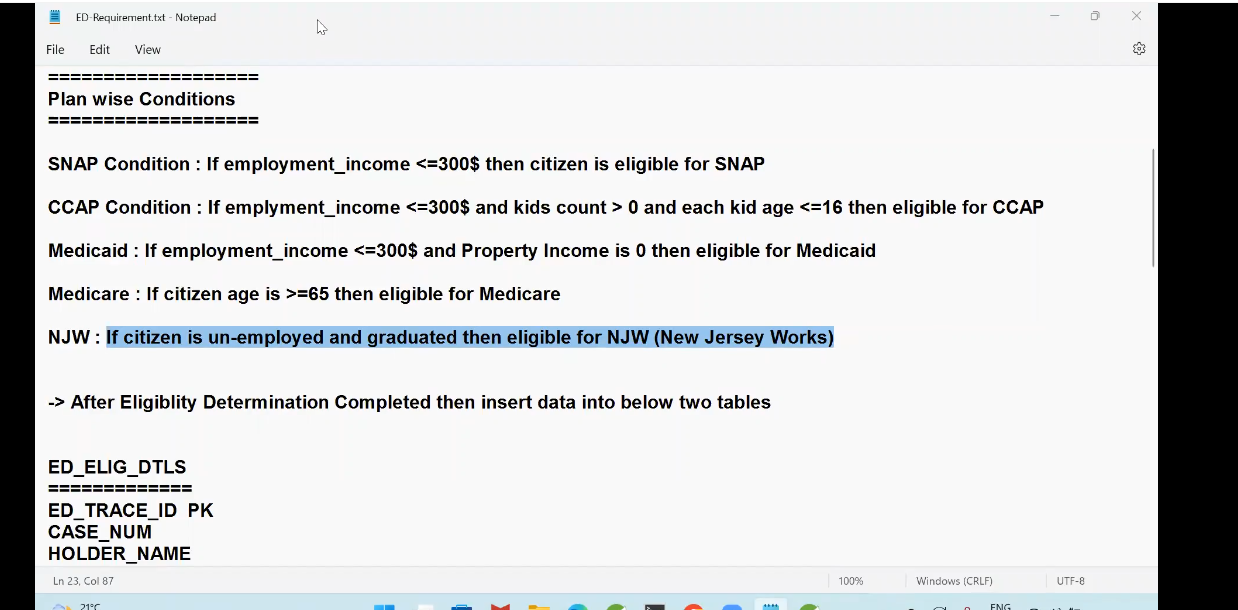 ED-Requirement.txt - Notepad
File Edit View
===================
Plan wise Conditions
===================
SNAP Condition : If employment_income <=300$ then citizen is eligible for SNAP
CCAP Condition : If emplyment_income <=300$ and kids count > 0 and each kid age <=16 then eligible for CCAP
Medicaid : If employment_income <=300$ and Property Income is 0 then eligible for Medicaid
Medicare : If citizen age is >=65 then eligible for Medicare
NJW : If citizen is un-employed and graduated then eligible for NJW (New Jersey Works)
-> After Eligiblity Determination Completed then insert data into below two tables
ED_ELIG_DTLS
=============
ED_TRACE_ID PK
CASE_NUM
HOLDER_NAME
Ln 23, Col 87 100% Windows (CRLF) UTF-8
21°C ENG